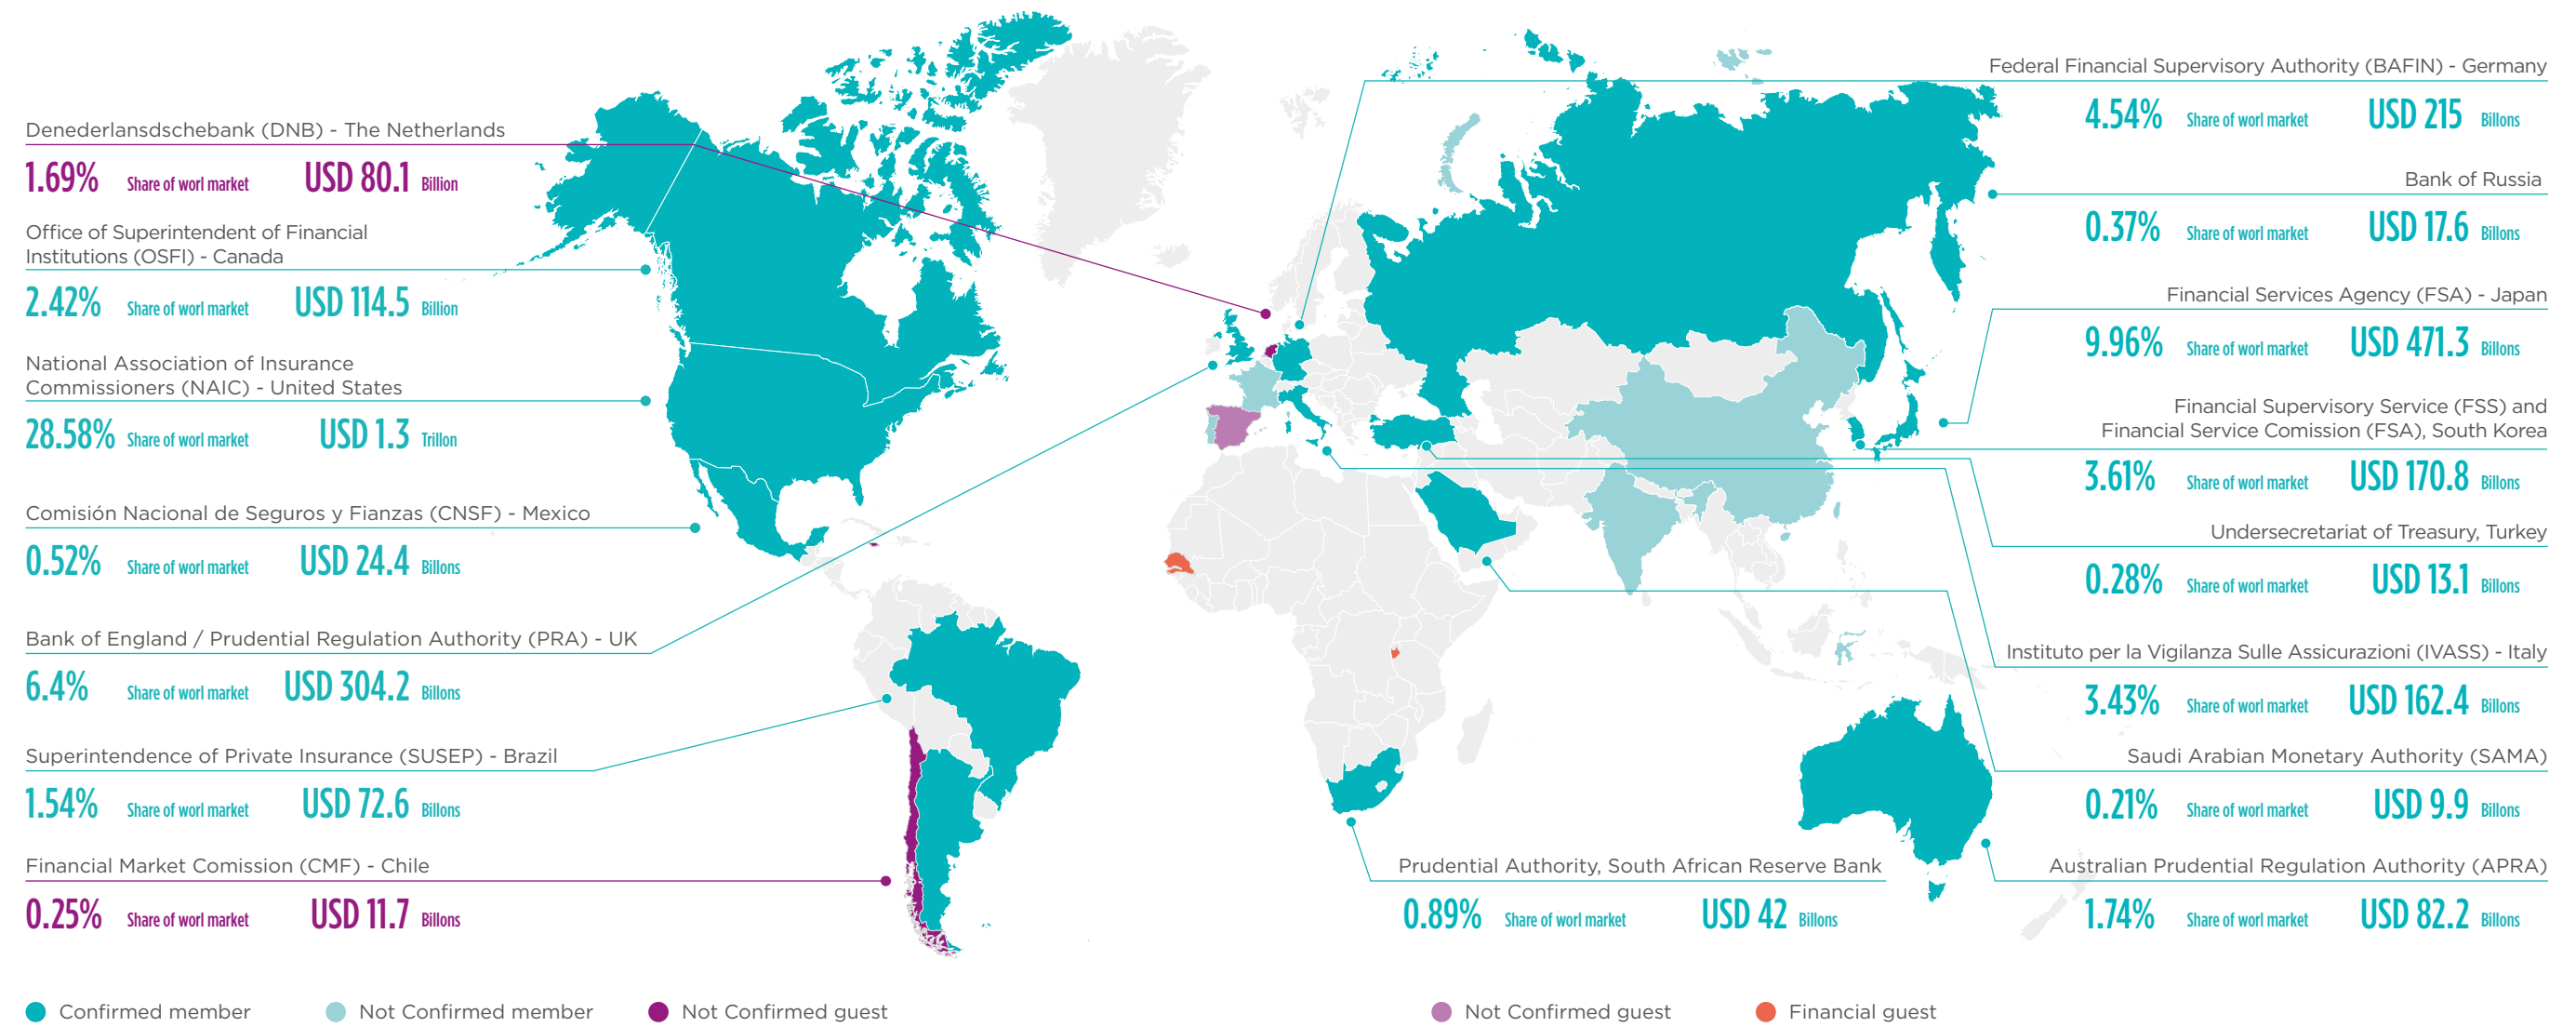 Denederlansdschebank (DNB) - The Netherlands
1.69% Share of worl market USD 80.1 Billion
Office of Superintendent of Financial
Institutions (OSFI) - Canada
2.42% Share of worl market USD 114.5 Billion
National Association of Insurance
Commissioners (NAIC) - United States
28.58% Share of worl market USD 1.3 Trillon
Comisión Nacional de Seguros y Fianzas (CNSF) - Mexico
0.52% Share of worl market USD 24.4 Billons
Bank of England / Prudential Regulation Authority (PRA) - UK
6.4% Share of worl market USD 304.2 Billons
Superintendence of Private Insurance (SUSEP) - Brazil
1.54% Share of worl market USD 72.6 Billons
Financial Market Comission (CMF) - Chile
0.25% Share of worl market USD 11.7 Billons
Federal Financial Supervisory Authority (BAFIN) - Germany
4.54% Share of worl market USD 215 Billons
Bank of Russia
0.37% Share of worl market USD 17.6 Billons
Financial Services Agency (FSA) - Japan
9.96% Share of worl market USD 471.3 Billons
Financial Supervisory Service (FSS) and
Financial Service Comission (FSA), South Korea
3.61% Share of worl market USD 170.8 Billons
Undersecretariat of Treasury, Turkey
0.28% Share of worl market USD 13.1 Billons
Instituto per la Vigilanza Sulle Assicurazioni (IVASS) - Italy
3.43% Share of worl market USD 162.4 Billons
Saudi Arabian Monetary Authority (SAMA)
0.21% Share of worl market USD 9.9 Billons
Australian Prudential Regulation Authority (APRA)
1.74% Share of worl market USD 82.2 Billons
Prudential Authority, South African Reserve Bank
0.89% Share of worl market USD 42 Billons
Confirmed member
Not Confirmed member
Not Confirmed guest
Not Confirmed guest
Financial guest